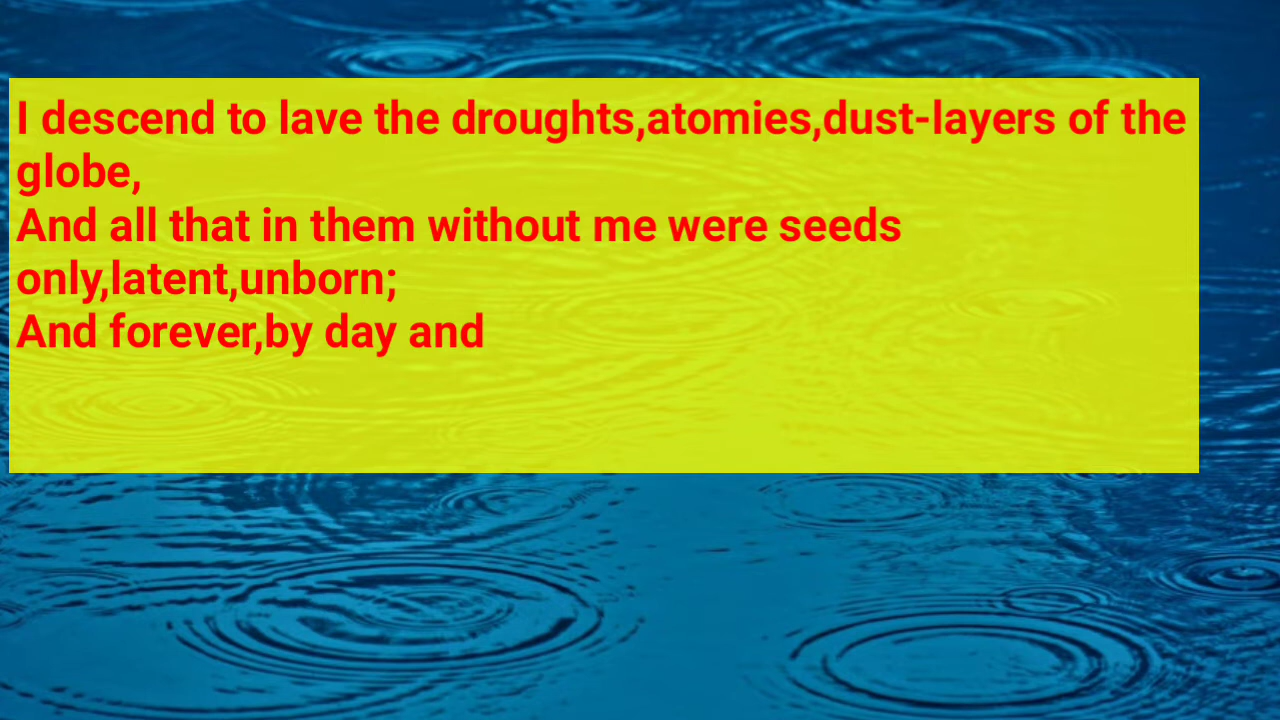 I descend to lave the droughts,atomies,dust-layers of the
globe,
And all that in them without me were seeds
only,latent,unborn;
And forever,by day and